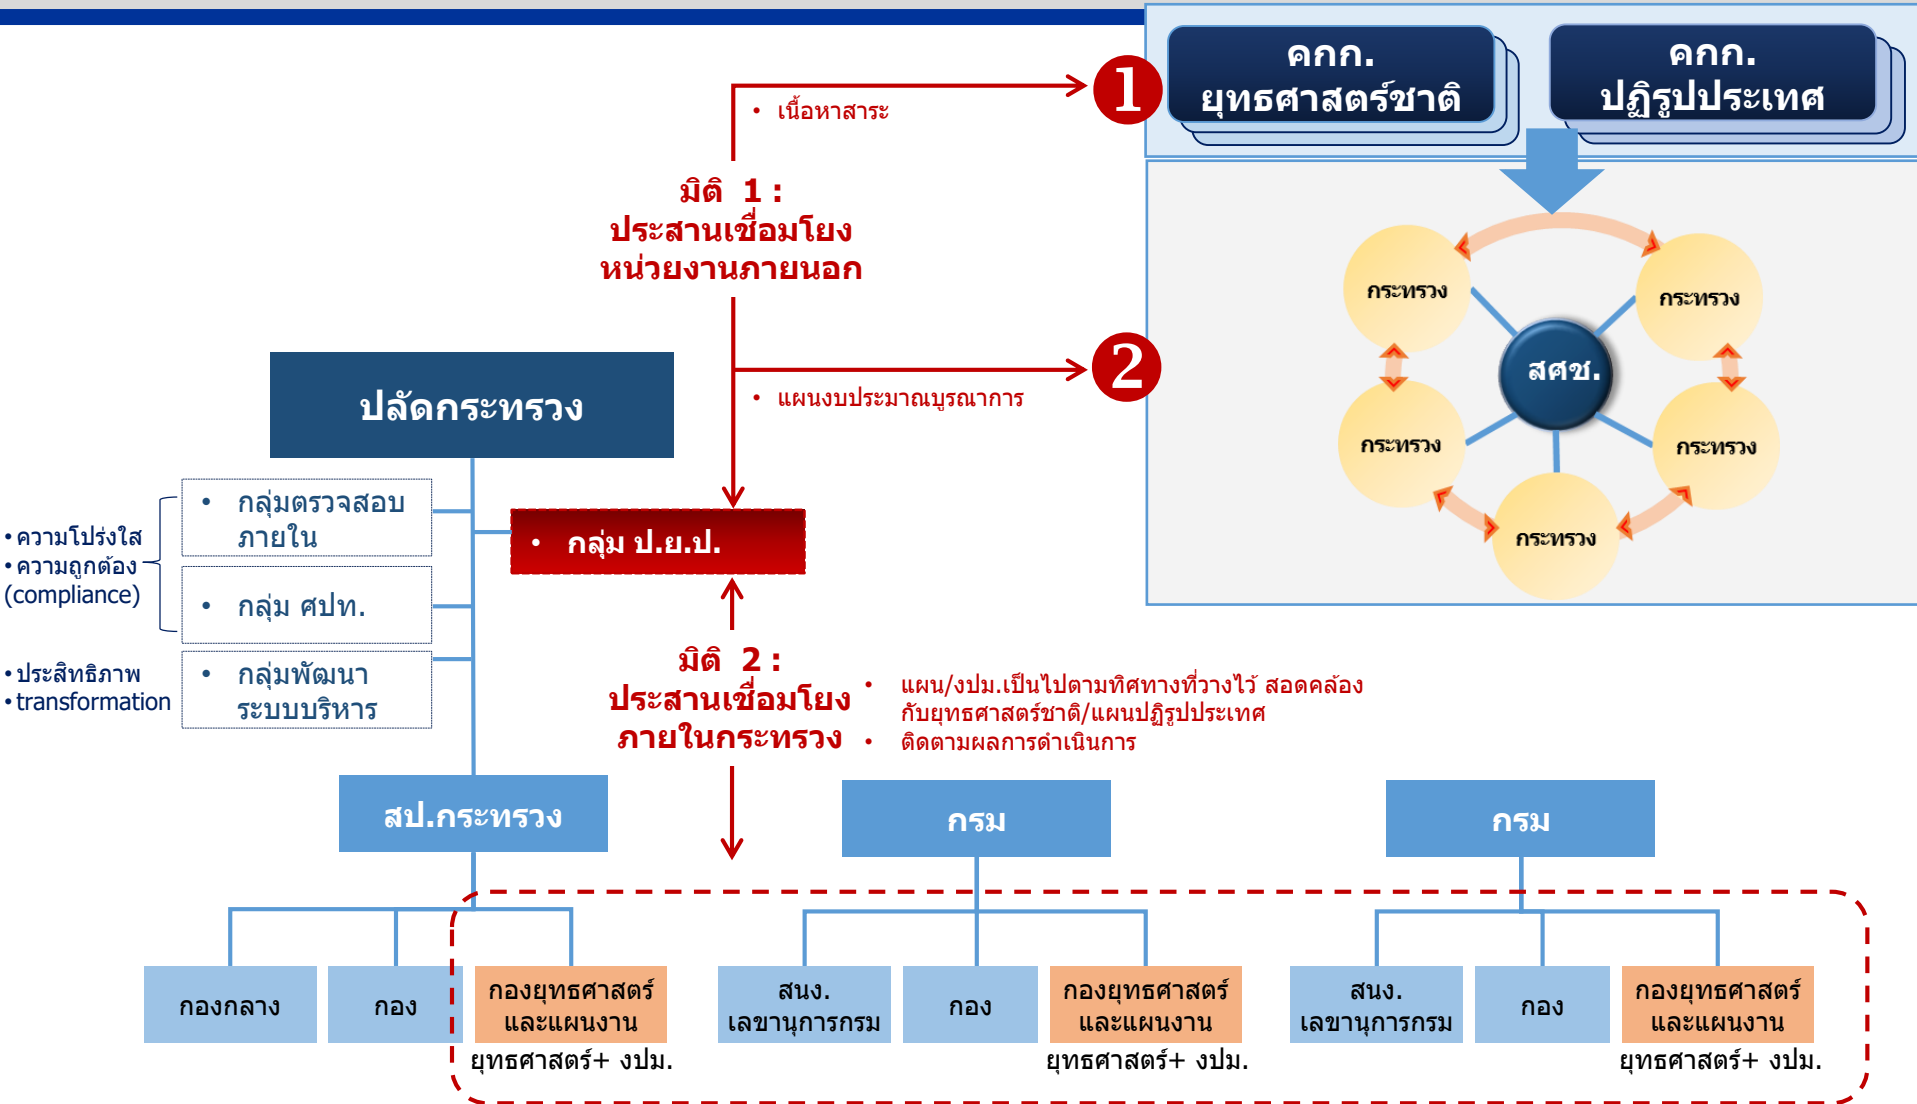 คกก.
ยุทธศาสตร์ชาติ
คกก.
ปฏิรูปประเทศ
1
• เนื้อหาสาระ
มิติ 1 :
ประสานเชื่อมโยง
หน่วยงานภายนอก
2
• แผนงบประมาณบูรณาการ
กระทรวง
กระทรวง
สศช.
กระทรวง
กระทรวง
กระทรวง
ปลัดกระทรวง
• กลุ่มตรวจสอบ
ภายใน
• กลุ่ม ป.ย.ป.
• ความโปร่งใส
• ความถูกต้อง
(compliance)
• กลุ่ม ศปท.
• ประสิทธิภาพ
• transformation
• กลุ่มพัฒนา
ระบบบริหาร
มิติ 2 :
ประสานเชื่อมโยง
ภายในกระทรวง
• แผน/งปม.เป็นไปตามทิศทางที่วางไว้ สอดคล้อง
กับยุทธศาสตร์ชาติ/แผนปฏิรูปประเทศ
• ติดตามผลการดำเนินการ
สป.กระทรวง
กรม
กรม
กองกลาง
กอง
กองยุทธศาสตร์
และแผนงาน
ยุทธศาสตร์+ งปม.
สนง.
เลขานุการกรม
กอง
กองยุทธศาสตร์
และแผนงาน
ยุทธศาสตร์+ งปม.
สนง.
เลขานุการกรม
กอง
กองยุทธศาสตร์
และแผนงาน
ยุทธศาสตร์+ งปม.